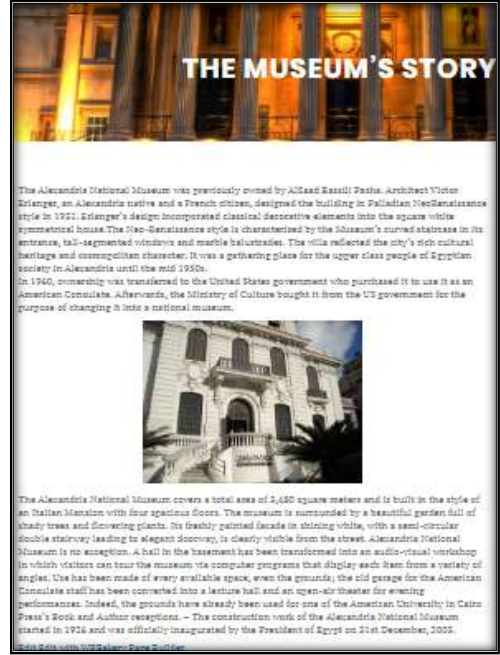 THE MUSEUM'S STORY
The Alexandria National Museum was previously owned by AlSaad Bassili Pasha. Architect Victor
Erlanger, an Alexandria native and a French citizen, designed the building in Palladian NeoRenaissance
style in Erlanger's design incorporated classical decorative elements into the square white
symmetrical house.The Neo-Renaissance style is characterized by the Museum's curved staircase in its
entrance, tall-segmented windows and marble balustrades. The villa reflected the city's rich cultural
heritage and cosmopolitan character. It was a gathering place for the upper class people of Egyptian
society in Alexandria until the mid 1950s.
In 1960, ownership was transferred to the United States government who purchased it to use it as an
American Consulate. Afterwards, the Ministry of Culture bought it from the US government for the
purpose of changing it into a national museum.
The Alexandria National Museum covers a total area of square meters and is built in the style of
an Italian Mansion with four spacious floors. The museum is surrounded by a beautiful garden full of
shady trees and flowering plants. Its freshly painted facade in shining white, with a semi-circular
double stairway leading to elegant doorway, is clearly visible from the street. Alexandria National
Museum is no exception. A hall in the basement has been transformed into an audio-visual workshop
in which visitors can tour the museum via computer programs that display each item from a variety of
angles. Use has been made of every available space, even the grounds; the old garage for the American
Consulate staff has been converted into a lecture hall and an open-air theater for evening
performances. Indeed, the grounds have already been used for one of the American University in Cairo
Press's Book and Author receptions. – The construction work of the Alexandria National Museum
started in 1926 and was officially inaugurated by the President of Egypt on 31st December,
Edit with WPBakery Page Builder